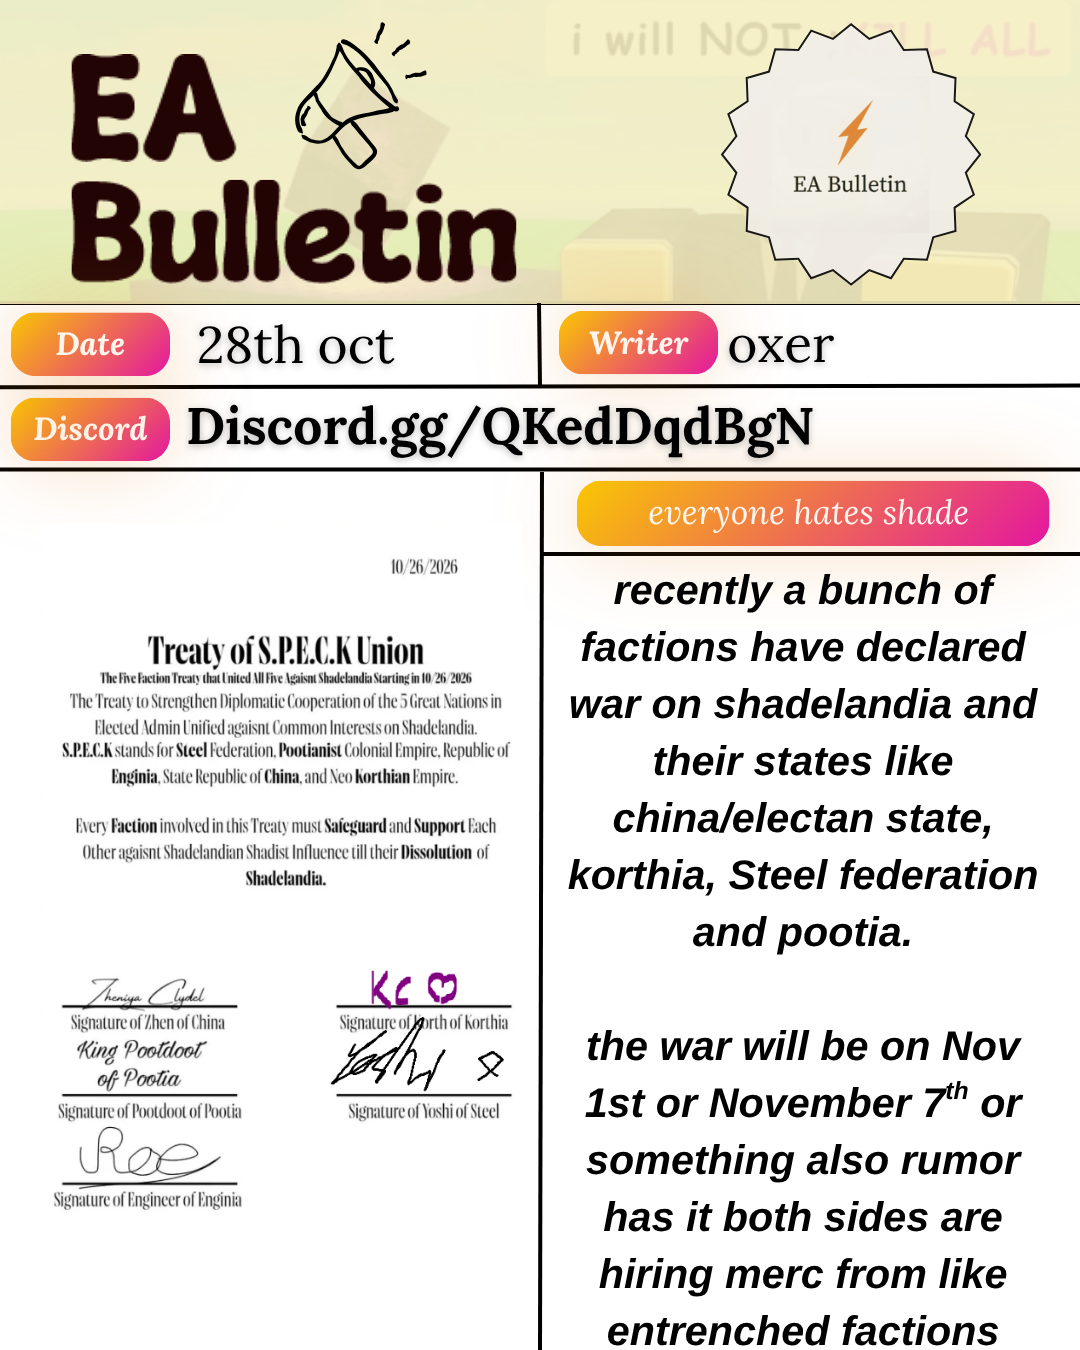 i will NOT
ALL
EA
Bulletin
EA Bulletin
Date
28th oct
Writer
oxer
Discord
Discord.gg/QKedDqdBgN
10/26/2026
Treaty of S.P.E.C.K Union
The Five Faction Treaty that United All Five Agaisnt Shadelandia Starting in 10/26/2026
The Treaty to Strengthen Diplomatic Cooperation of the 5 Great Nations in
Elected Admin Unified agaisnt Common Interests on Shadelandia.
S.P.E.C.K stands for Steel Federation, Pootianist Colonial Empire, Republic of
Enginia, State Republic of China, and Neo Korthian Empire.
Every Faction involved in this Treaty must Safeguard and Support Each
Other agaisnt Shadelandian Shadist Influence till their Dissolution of
Shadelandia.
Zheniya Clydel
Signature of Zhen of China
KC
Signature of Korth of Korthia
King Pootdoot
of Pootia
Signature of Pootdoot of Pootia
Yoshi
Signature of Yoshi of Steel
Signature of Engineer of Enginia
everyone hates shade
recently a bunch of
factions have declared
war on shadelandia and
their states like
china/electan state,
korthia, Steel federation
and pootia.
the war will be on Nov
1st or November 7th or
something also rumor
has it both sides are
hiring merc from like
entrenched factions